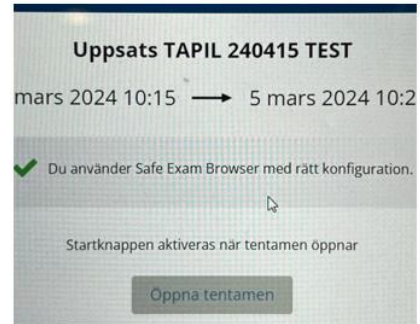 Uppsats TAPIL 240415 TEST
mars 2024 10:15 → 5 mars 2024 10:2
Du använder Safe Exam Browser med rätt konfiguration.
Startknappen aktiveras när tentamen öppnar
Öppna tentamen